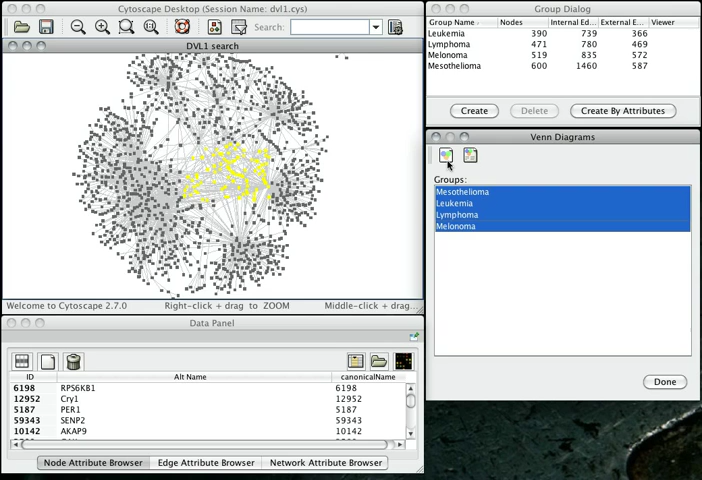 Cytoscape Desktop (Session Name: dvl1.cys)
Search:
DVL1 search
Welcome to Cytoscape 2.7.0 Right-click + drag to ZOOM Middle-click + drag...
Data Panel
ID Alt Name canonicalName
6198 RPS6KB1 6198
12952 Cry1 12952
5187 PER1 5187
59343 SENP2 59343
10142 AKAP9 10142
Node Attribute Browser Edge Attribute Browser Network Attribute Browser
Group Dialog
Group Name Nodes Internal Ed... External E... Viewer
Leukemia 390 739 366
Lymphoma 471 780 469
Melonoma 519 835 572
Mesothelioma 600 1460 587
Create Delete Create By Attributes
Venn Diagrams
Groups:
Mesothelioma
Leukemia
Lymphoma
Melonoma
Done